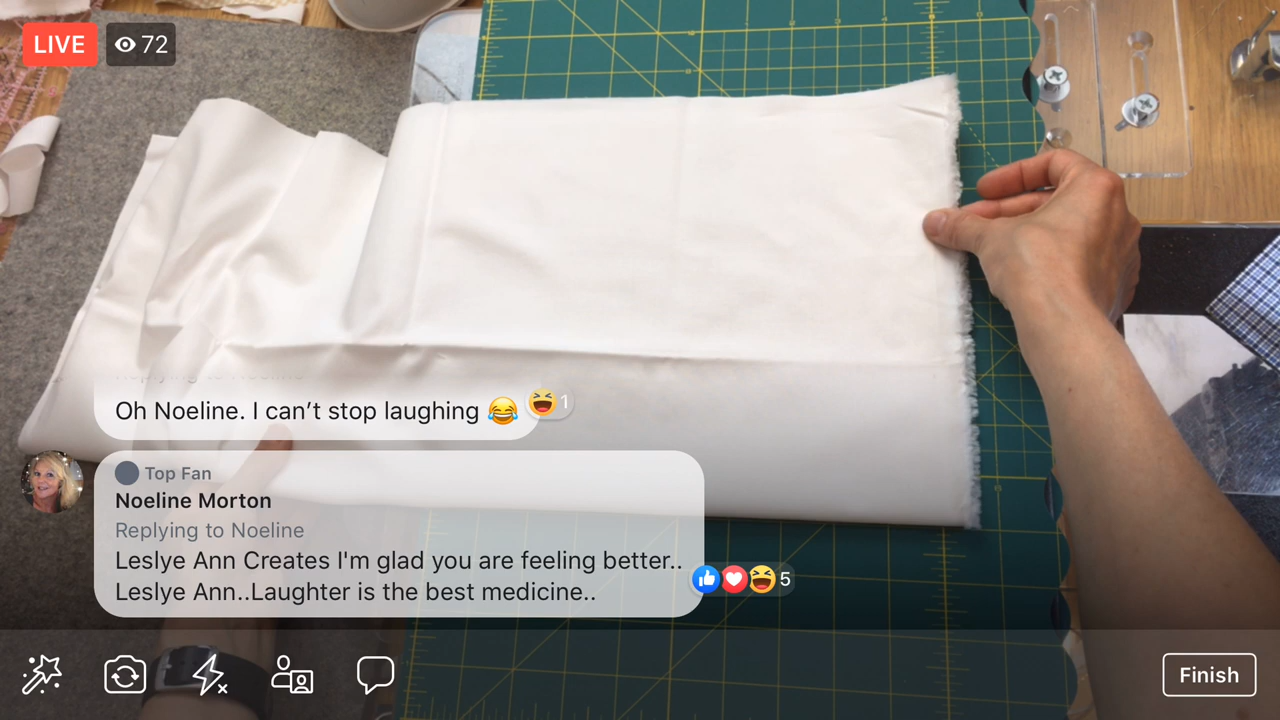 LIVE 72
Oh Noeline. I can't stop laughing 😂 1
Top Fan
Noeline Morton
Replying to Noeline
Leslye Ann Creates I'm glad you are feeling better..
Leslye Ann..Laughter is the best medicine..
5
Finish